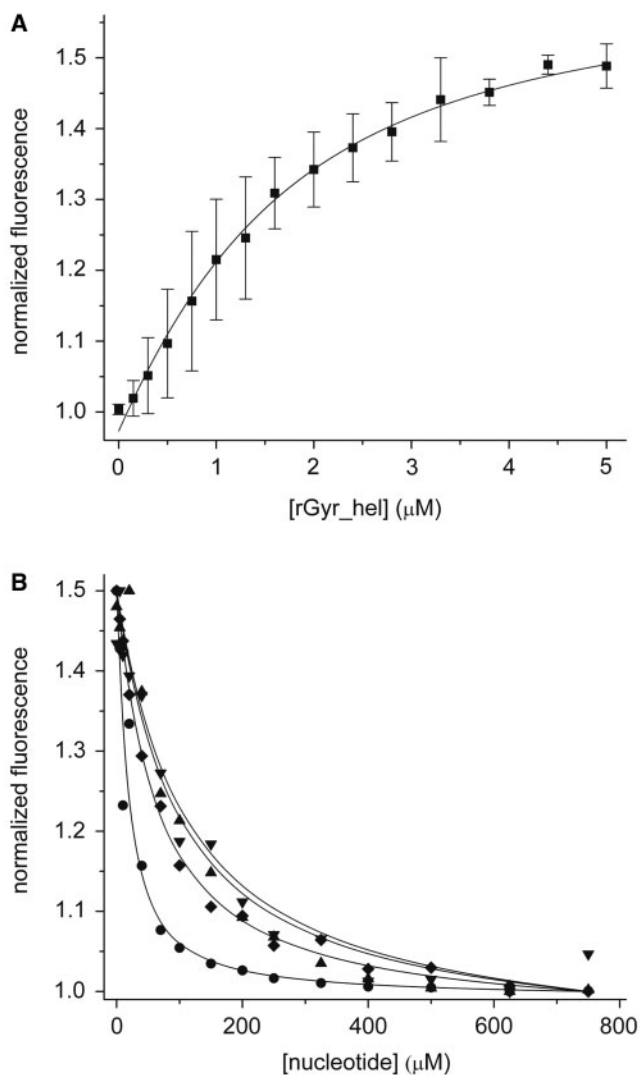 A
1.5
1.4
1.3
1.2
1.1
1.0
normalized fluorescence
0 1 2 3 4 5
[rGyr_hel] (μM)
B
1.5
1.4
1.3
1.2
1.1
1.0
normalized fluorescence
0 200 400 600 800
[nucleotide] (μM)